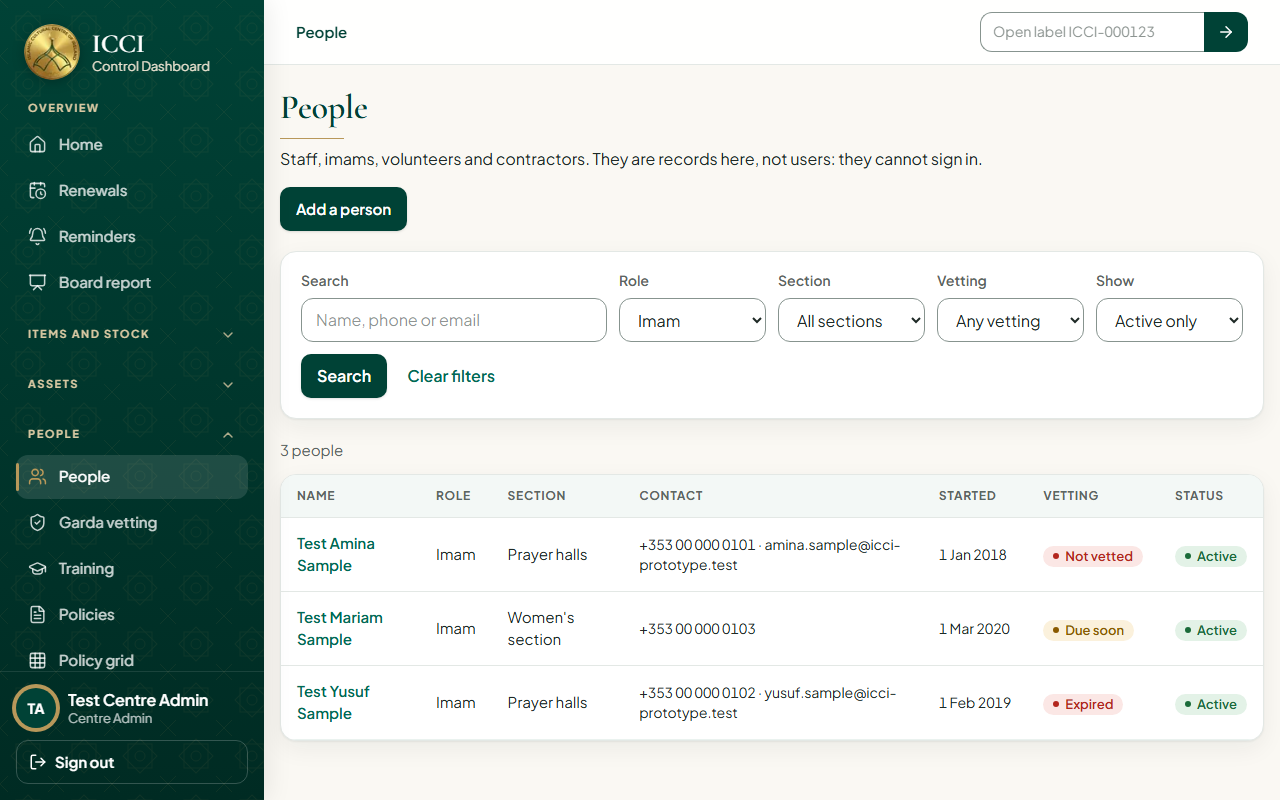 ICCI
Control Dashboard
OVERVIEW
Home
Renewals
Reminders
Board report
ITEMS AND STOCK
ASSETS
PEOPLE
People
Garda vetting
Training
Policies
Policy grid
TA
Test Centre Admin
Centre Admin
Sign out
People
Open label ICCI-000123
People
Staff, imams, volunteers and contractors. They are records here, not users: they cannot sign in.
Add a person
Search Role Section Vetting Show
Name, phone or email Imam All sections Any vetting Active only
Search Clear filters
3 people
NAME ROLE SECTION CONTACT STARTED VETTING STATUS
Test Amina Sample Imam Prayer halls +353 00 000 0101 · amina.sample@icci-prototype.test 1 Jan 2018 Not vetted Active
Test Mariam Sample Imam Women's section +353 00 000 0103 1 Mar 2020 Due soon Active
Test Yusuf Sample Imam Prayer halls +353 00 000 0102 · yusuf.sample@icci-prototype.test 1 Feb 2019 Expired Active